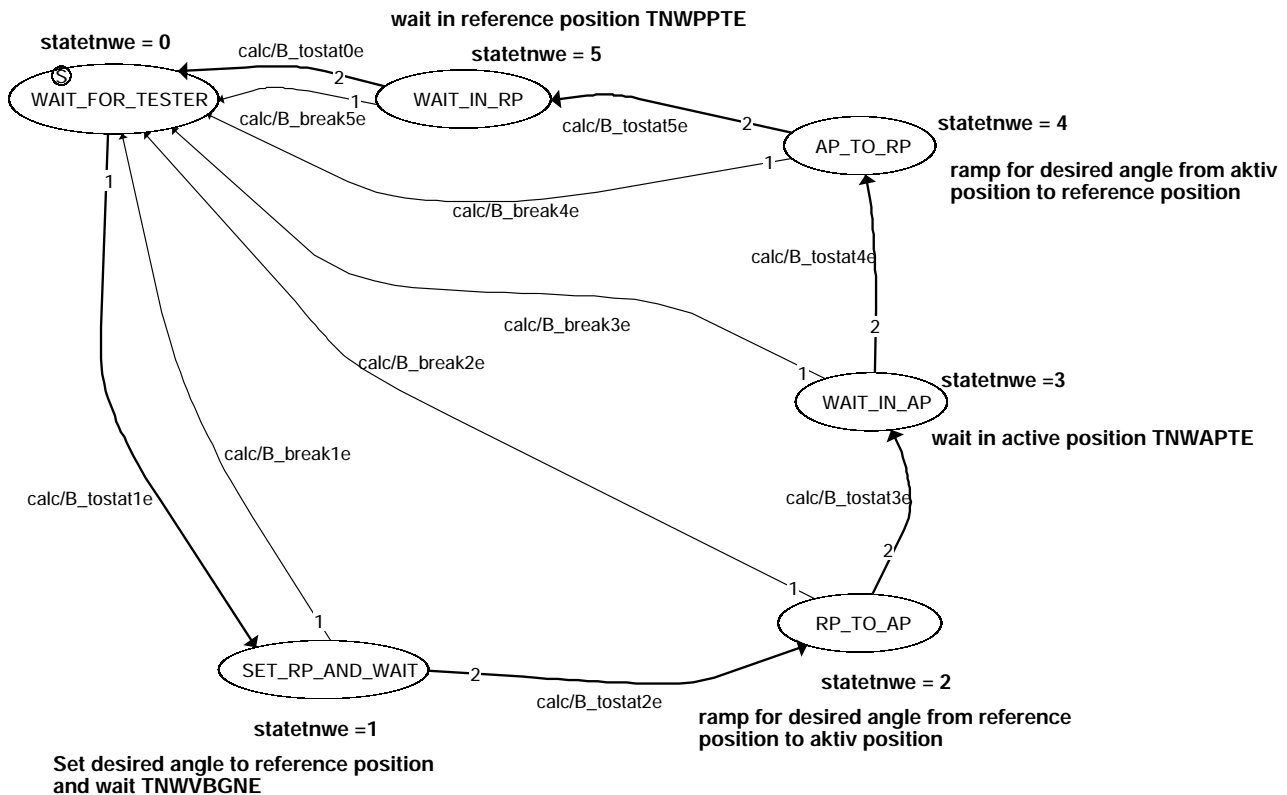 wait in reference position TNWPPTE
statetnwe = 0
calc/B_tostat0e
statetnwe = 5
S
2
WAIT_FOR_TESTER
1
WAIT_IN_RP
calc/B_break5e
calc/B_tostat5e
2
statetnwe = 4
AP_TO_RP
1
1
ramp for desired angle from aktiv
position to reference position
calc/B_break4e
calc/B_tostat4e
calc/B_break3e
2
calc/B_break2e
1
statetnwe =3
WAIT_IN_AP
wait in active position TNWAPTE
calc/B_break1e
calc/B_tostat1e
calc/B_tostat3e
2
1
1
RP_TO_AP
SET_RP_AND_WAIT
2
calc/B_tostat2e
statetnwe = 2
statetnwe =1
ramp for desired angle from reference
position to aktiv position
Set desired angle to reference position
and wait TNWVBGNE